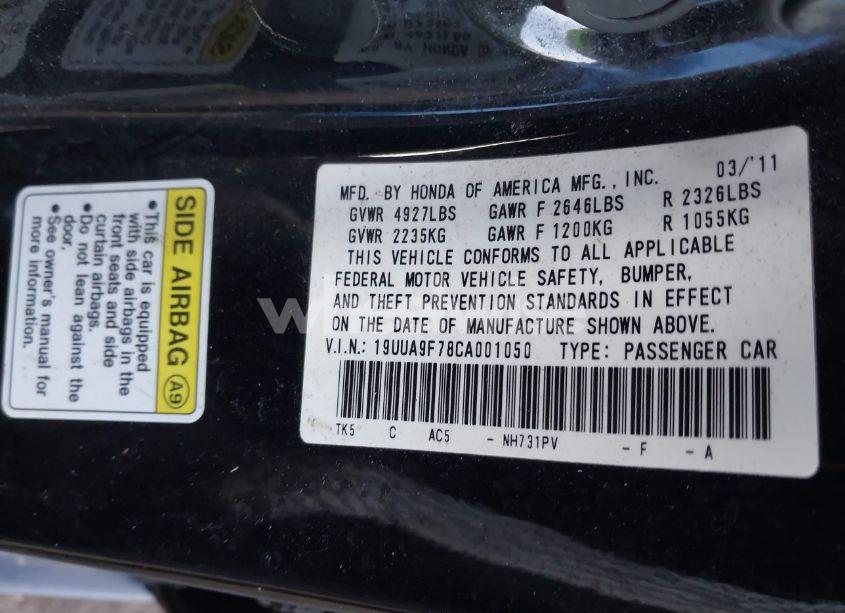 MFD. BY HONDA OF AMERICA MFG., INC. 03/'11
GVWR 4927LBS GAWR F 2646LBS R 2326LBS
GVWR 2235KG GAWR F 1200KG R 1055KG
THIS VEHICLE CONFORMS TO ALL APPLICABLE
FEDERAL MOTOR VEHICLE SAFETY, BUMPER,
AND THEFT PREVENTION STANDARDS IN EFFECT
ON THE DATE OF MANUFACTURE SHOWN ABOVE.
V.I.N.: 19UUA9F78CA001050 TYPE: PASSENGER CAR
TK5 C AC5 - NH731PV - F - A
SIDE AIRBAG A9
•This car is equipped
with side airbags in the
front seats and side
curtain airbags.
•Do not lean against the
door.
•See owner's manual for
more information.